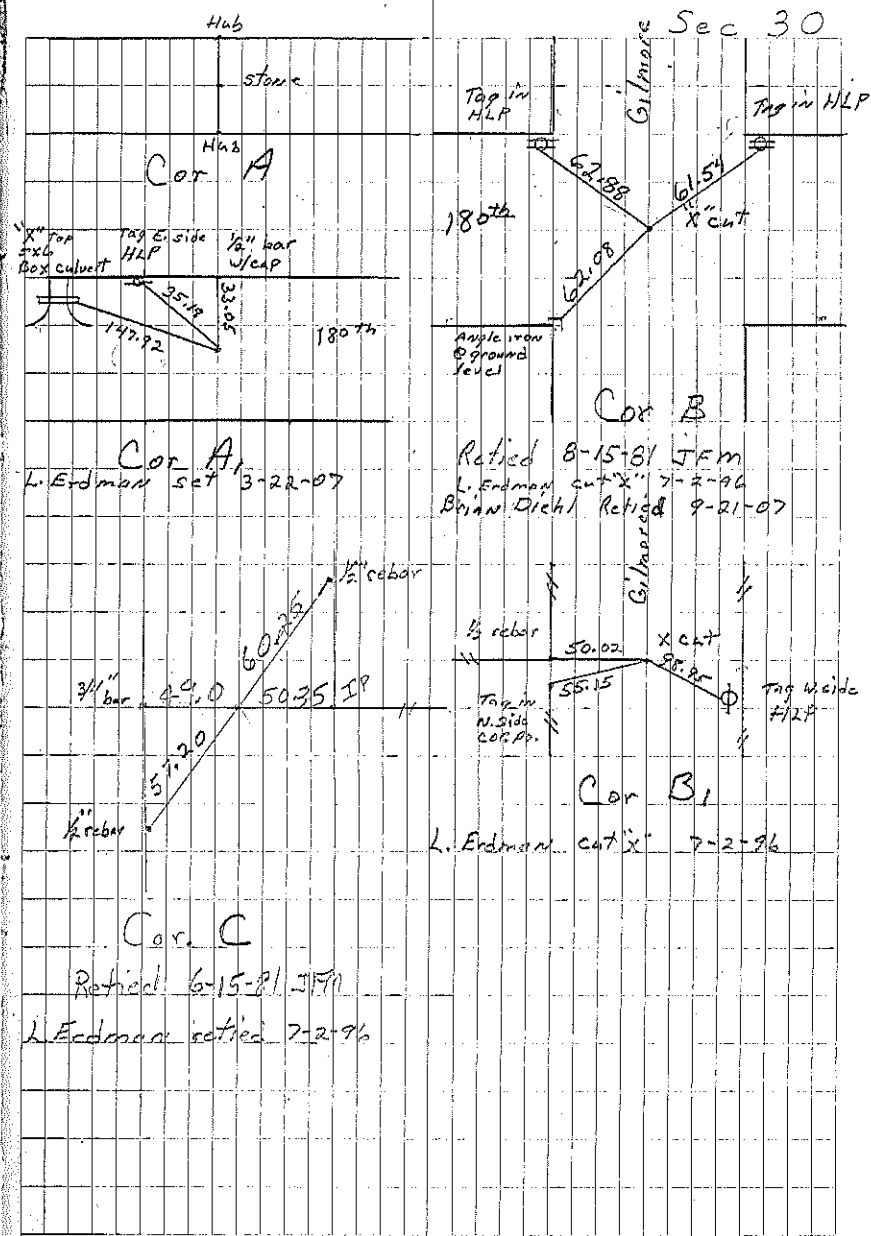 Sec 30
Hub
stone
Hub
Cor A
"X" Top
5x6
Box culvert
Tag E. side
HLP
1/2" bar
w/cap
35.19
33.05
147.92
180th
Cor A1
L. Erdman set 3-22-07
1/2" rebar
60.25
3/4" bar
50.35 IP
57.20
1/2" rebar
Cor. C
Retied 6-15-81 JFM
L Erdman retied 7-2-96
Gilmore
Tag in
HLP
Tag in HLP
62.88
61.54
"X" cut
180th
62.08
Angle iron
@ ground
level
Cor B
Retied 8-15-81 JFM
L. Erdman cut "X" 7-2-96
Brian Diehl Retied 9-21-07
Gilmore
1/2 rebar
50.02
X cut
55.15
98.95
Tag in
N. side
cor. po.
Tag W. side
HLP
Cor B1
L. Erdman cut "x" 7-2-96